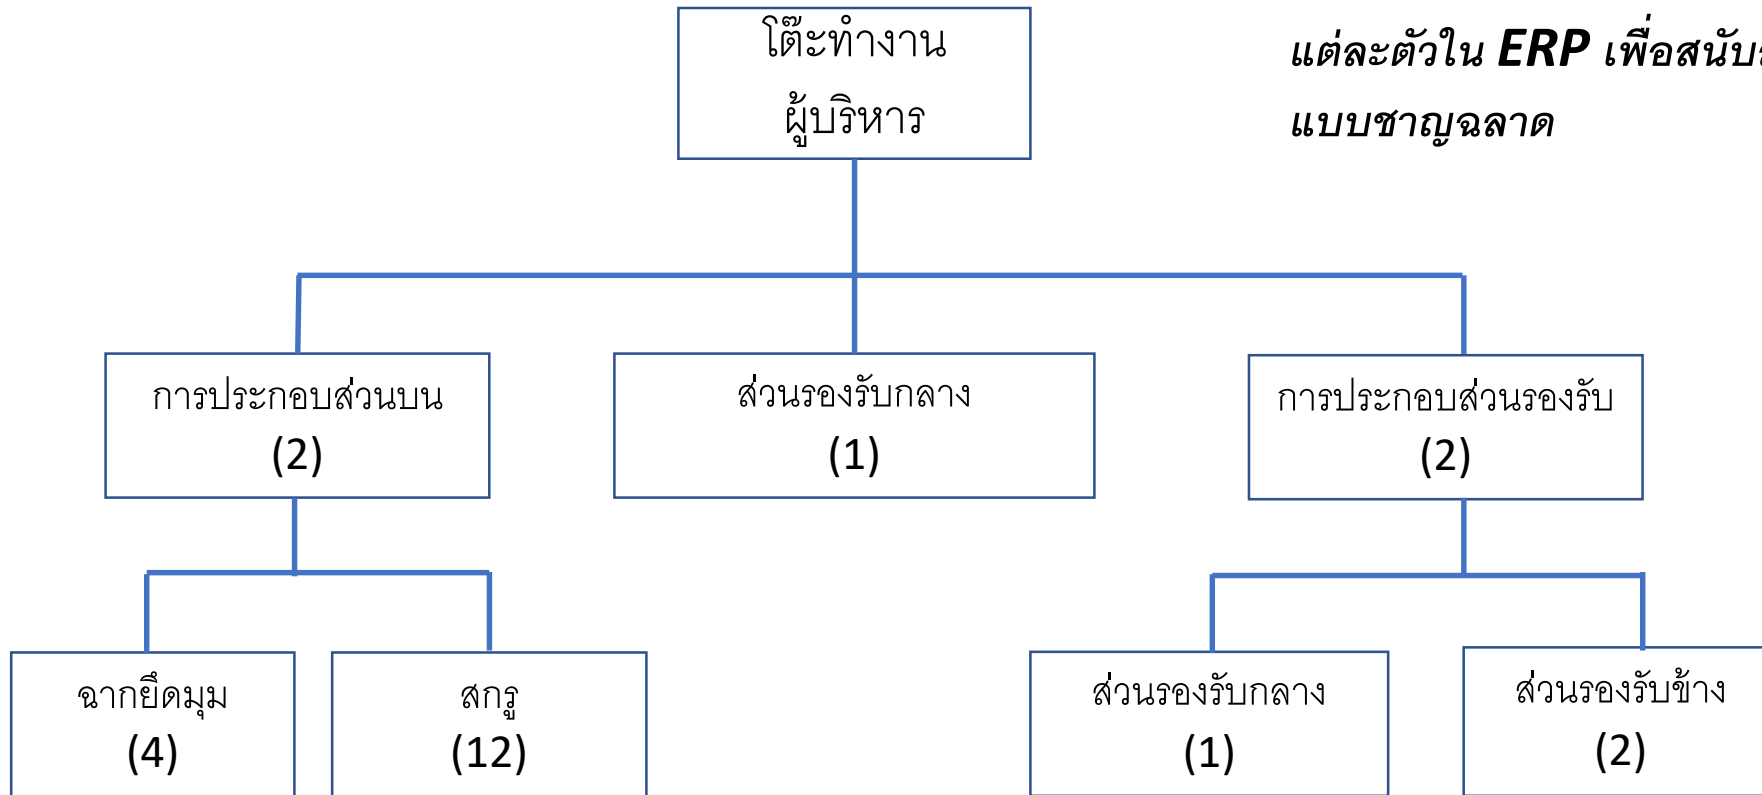 โต๊ะทำงาน
ผู้บริหาร
แต่ละตัวใน ERP เพื่อ
แบบชาญฉลาด
การประกอบส่วนบน
(2)
ส่วนรองรับกลาง
(1)
การประกอบส่วนรองรับ
(2)
ฉากยึดมุม
(4)
สกรู
(12)
ส่วนรองรับกลาง
(1)
ส่วนรองรับข้าง
(2)